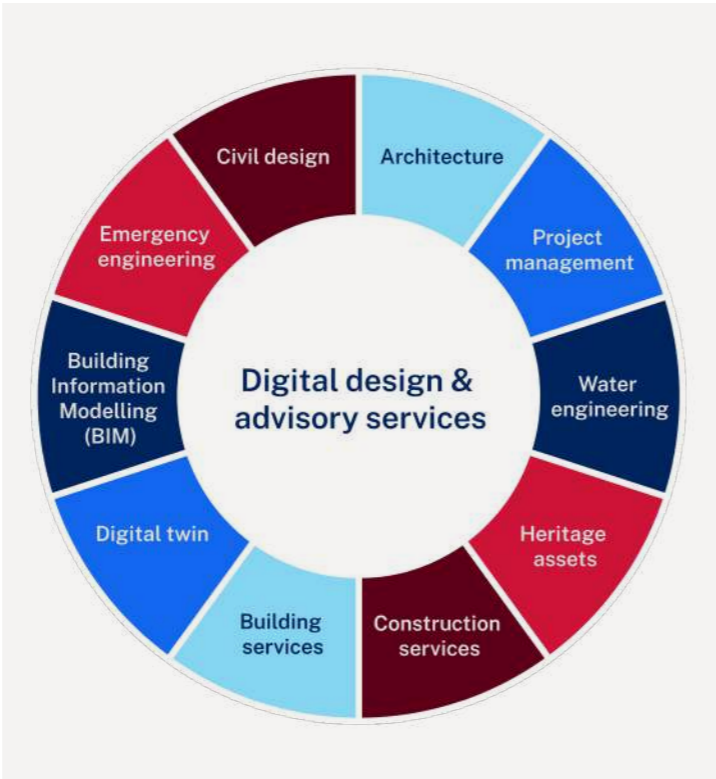 Civil design
Architecture
Project
management
Water
engineering
Heritage
assets
Construction
services
Building
services
Digital twin
Building
Information
Modelling
(BIM)
Emergency
engineering
Digital design &
advisory services